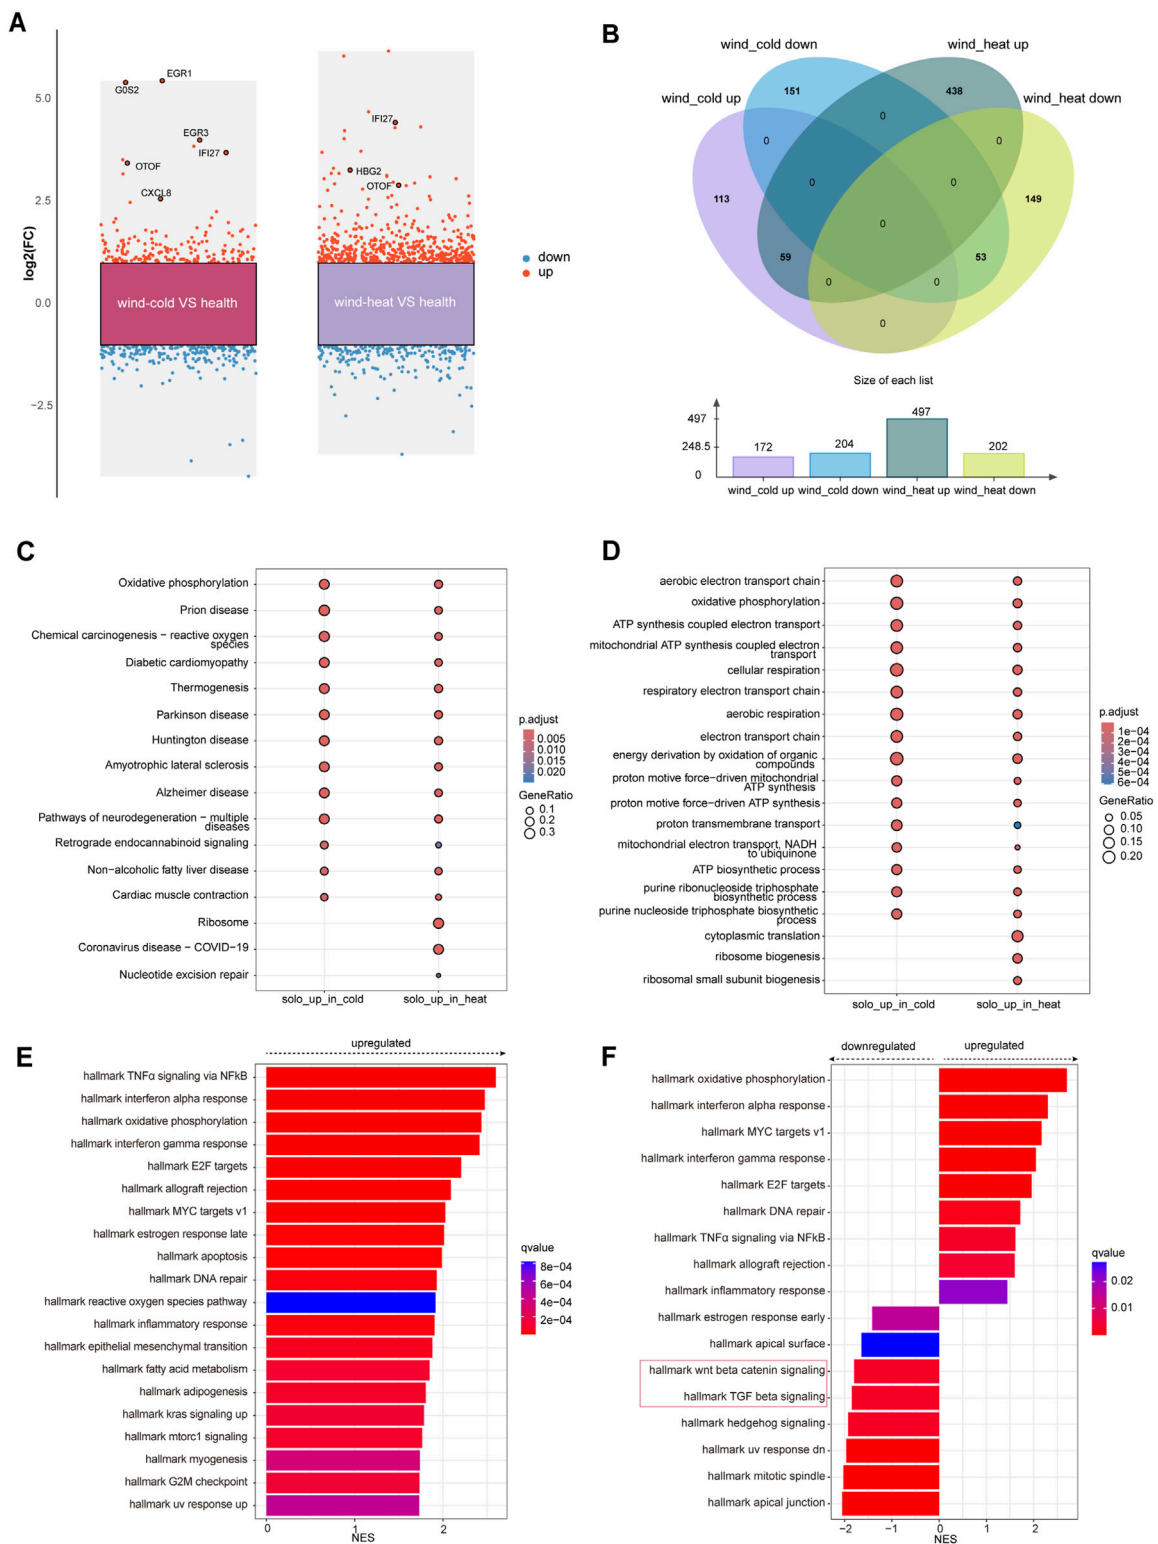 A
5.0
2.5
0.0
−2.5
log2(FC)
EGR1
G0S2
EGR3
IFI27
OTOF
CXCL8
IFI27
HBG2
OTOF
wind-cold VS health
wind-heat VS health
down
up
B
wind_cold down
wind_heat up
wind_cold up
wind_heat down
151
438
0
0
0
113
0
0
149
0
59
53
0
0
0
Size of each list
497
248.5
0
172
204
497
202
wind_cold up
wind_cold down
wind_heat up
wind_heat down
C
Oxidative phosphorylation
Prion disease
Chemical carcinogenesis − reactive oxygen
species
Diabetic cardiomyopathy
Thermogenesis
Parkinson disease
Huntington disease
Amyotrophic lateral sclerosis
Alzheimer disease
Pathways of neurodegeneration − multiple
diseases
Retrograde endocannabinoid signaling
Non−alcoholic fatty liver disease
Cardiac muscle contraction
Ribosome
Coronavirus disease − COVID−19
Nucleotide excision repair
solo_up_in_cold
solo_up_in_heat
p.adjust
0.005
0.010
0.015
0.020
GeneRatio
0.1
0.2
0.3
D
aerobic electron transport chain
oxidative phosphorylation
ATP synthesis coupled electron transport
mitochondrial ATP synthesis coupled electron
transport
cellular respiration
respiratory electron transport chain
aerobic respiration
electron transport chain
energy derivation by oxidation of organic
compounds
proton motive force−driven mitochondrial
ATP synthesis
proton motive force−driven ATP synthesis
proton transmembrane transport
mitochondrial electron transport, NADH
to ubiquinone
ATP biosynthetic process
purine ribonucleoside triphosphate
biosynthetic process
purine nucleoside triphosphate biosynthetic
process
cytoplasmic translation
ribosome biogenesis
ribosomal small subunit biogenesis
solo_up_in_cold
solo_up_in_heat
p.adjust
1e−04
2e−04
3e−04
4e−04
5e−04
6e−04
GeneRatio
0.05
0.10
0.15
0.20
E
upregulated
hallmark TNFα signaling via NFkB
hallmark interferon alpha response
hallmark oxidative phosphorylation
hallmark interferon gamma response
hallmark E2F targets
hallmark allograft rejection
hallmark MYC targets v1
hallmark estrogen response late
hallmark apoptosis
hallmark DNA repair
hallmark reactive oxygen species pathway
hallmark inflammatory response
hallmark epithelial mesenchymal transition
hallmark fatty acid metabolism
hallmark adipogenesis
hallmark kras signaling up
hallmark mtorc1 signaling
hallmark myogenesis
hallmark G2M checkpoint
hallmark uv response up
0
1
2
NES
qvalue
8e−04
6e−04
4e−04
2e−04
F
downregulated
upregulated
hallmark oxidative phosphorylation
hallmark interferon alpha response
hallmark MYC targets v1
hallmark interferon gamma response
hallmark E2F targets
hallmark DNA repair
hallmark TNFα signaling via NFkB
hallmark allograft rejection
hallmark inflammatory response
hallmark estrogen response early
hallmark apical surface
hallmark wnt beta catenin signaling
hallmark TGF beta signaling
hallmark hedgehog signaling
hallmark uv response dn
hallmark mitotic spindle
hallmark apical junction
−2
−1
0
1
2
NES
qvalue
0.02
0.01